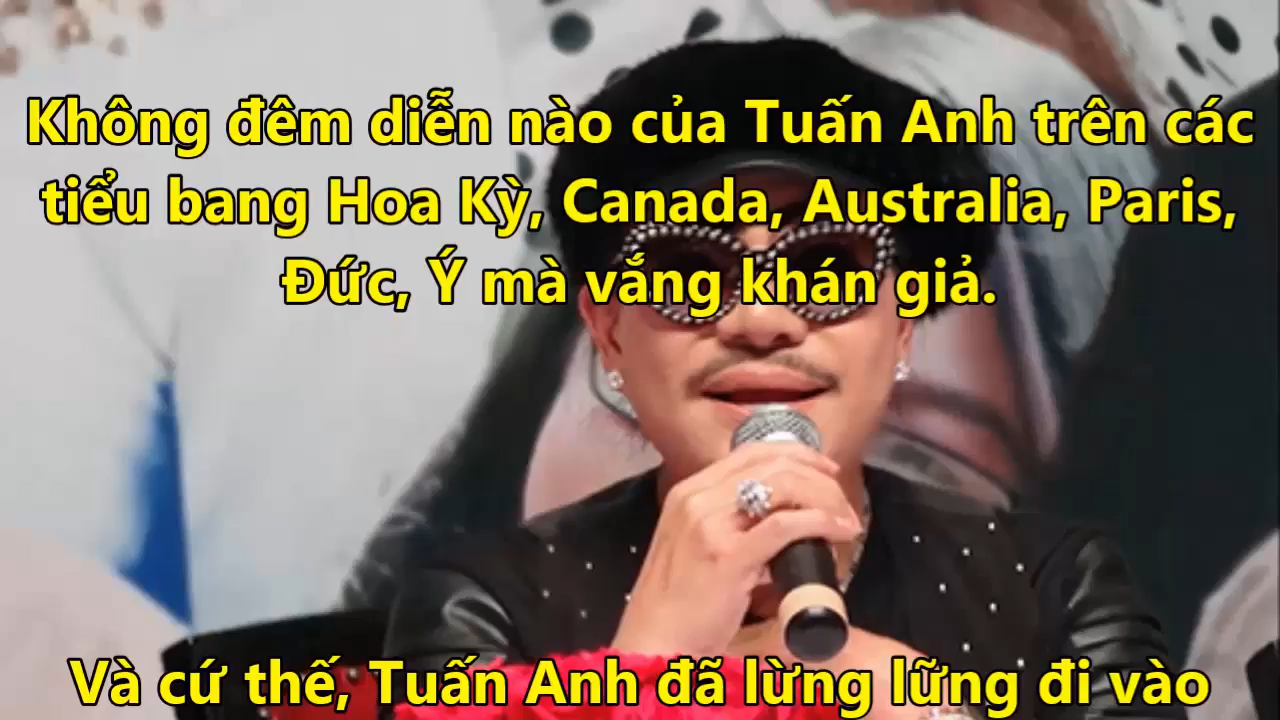 Không đêm diễn nào của Tuấn Anh trên các
tiểu bang Hoa Kỳ, Canada, Australia, Paris,
Đức, Ý mà vắng khán giả.
Và cứ thế, Tuấn Anh đã lừng lững đi vào